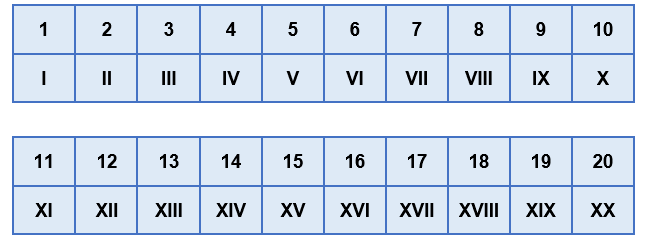 1 2 3 4 5 6 7 8 9 10
I II III IV V VI VII VIII IX X
11 12 13 14 15 16 17 18 19 20
XI XII XIII XIV XV XVI XVII XVIII XIX XX